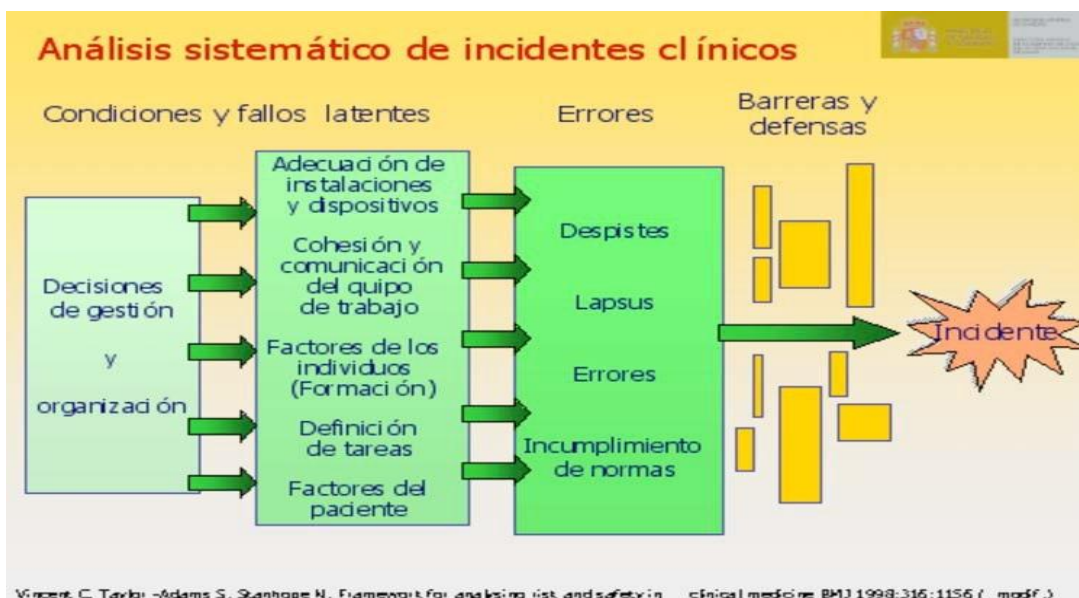 Análisis sistemático de incidentes cl ínicos
Condiciones y fallos latentes
Errores
Barreras y
defensas
Decisiones
de gestión
y
organización
Adecuación de
instalaciones
y dispositivos
Cohesión y
comunicación
del quipo
de trabajo
Factores de los
individuos
(Formación)
Definición
de tareas
Factores del
paciente
Despistes
Lapsus
Errores
Incumplimiento
de normas
Incidente
Vincent C, Taylor -Adams S, Stanhope N. Framework for analysing risk and safety in clinical medicine BMJ 1998;316:1156 ( modif.)